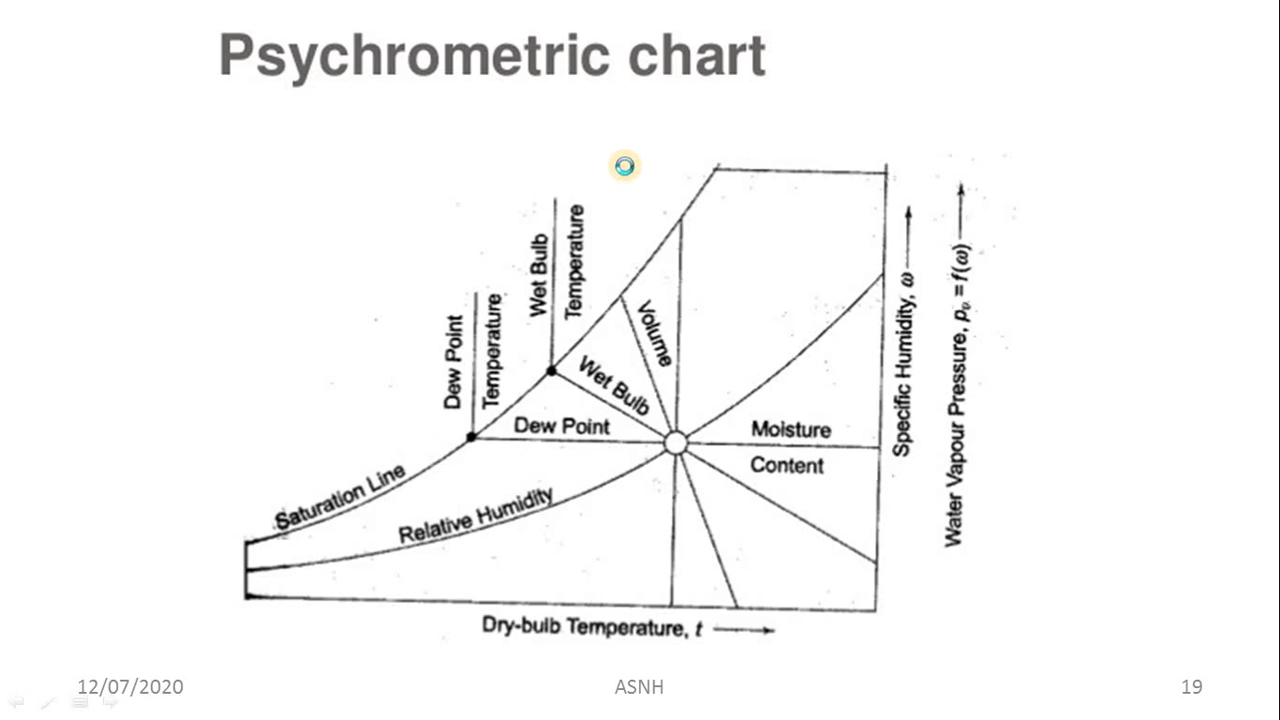 Psychrometric chart
Dew Point
Temperature
Wet Bulb
Temperature
Volume
Wet Bulb
Dew Point
Moisture
Content
Saturation Line
Relative Humidity
Specific Humidity, ω
Water Vapour Pressure, pᵥ = f(ω)
Dry-bulb Temperature, t
12/07/2020
ASNH
19